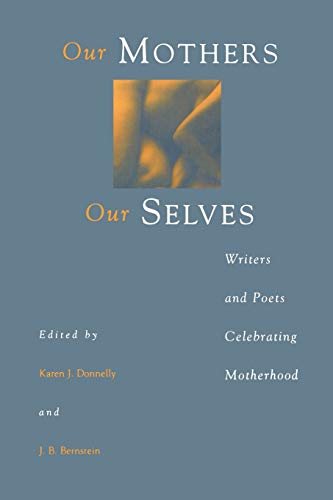 Our MOTHERS
Our SELVES
Writers
and Poets
Celebrating
Motherhood
Edited by
Karen J. Donnelly
and
J. B. Bernstein